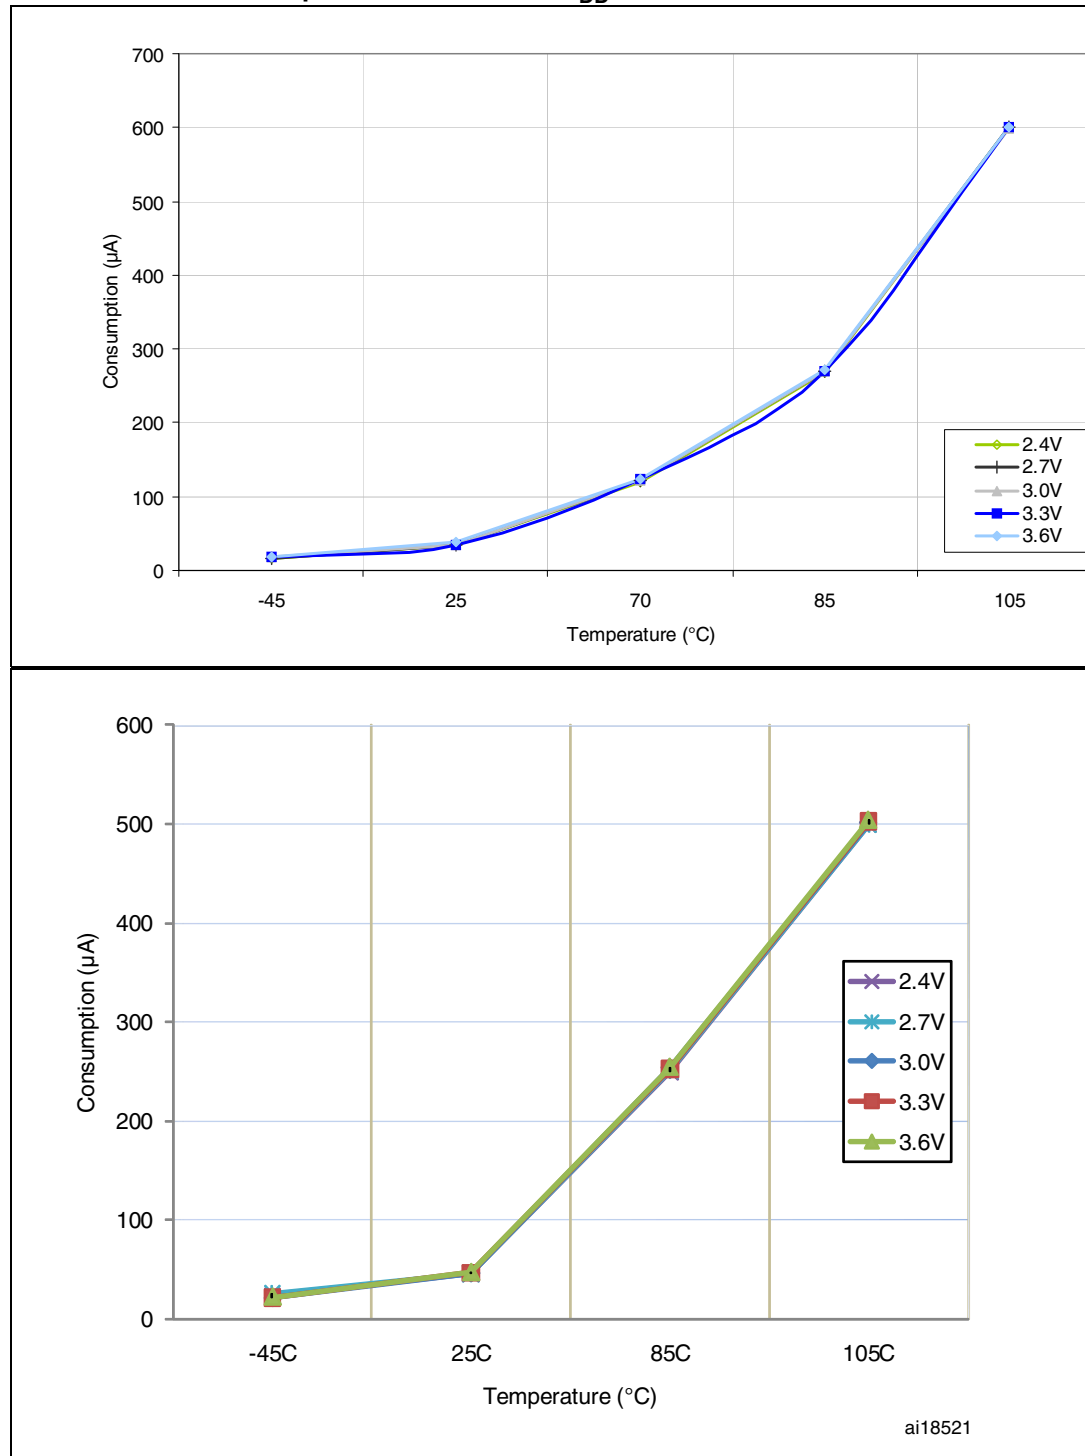 700
600
500
400
300
200
100
0
Consumption (µA)
2.4V
2.7V
3.0V
3.3V
3.6V
-45 25 70 85 105
Temperature (°C)
600
500
400
300
200
100
0
Consumption (µA)
2.4V
2.7V
3.0V
3.3V
3.6V
-45C 25C 85C 105C
Temperature (°C)
ai18521